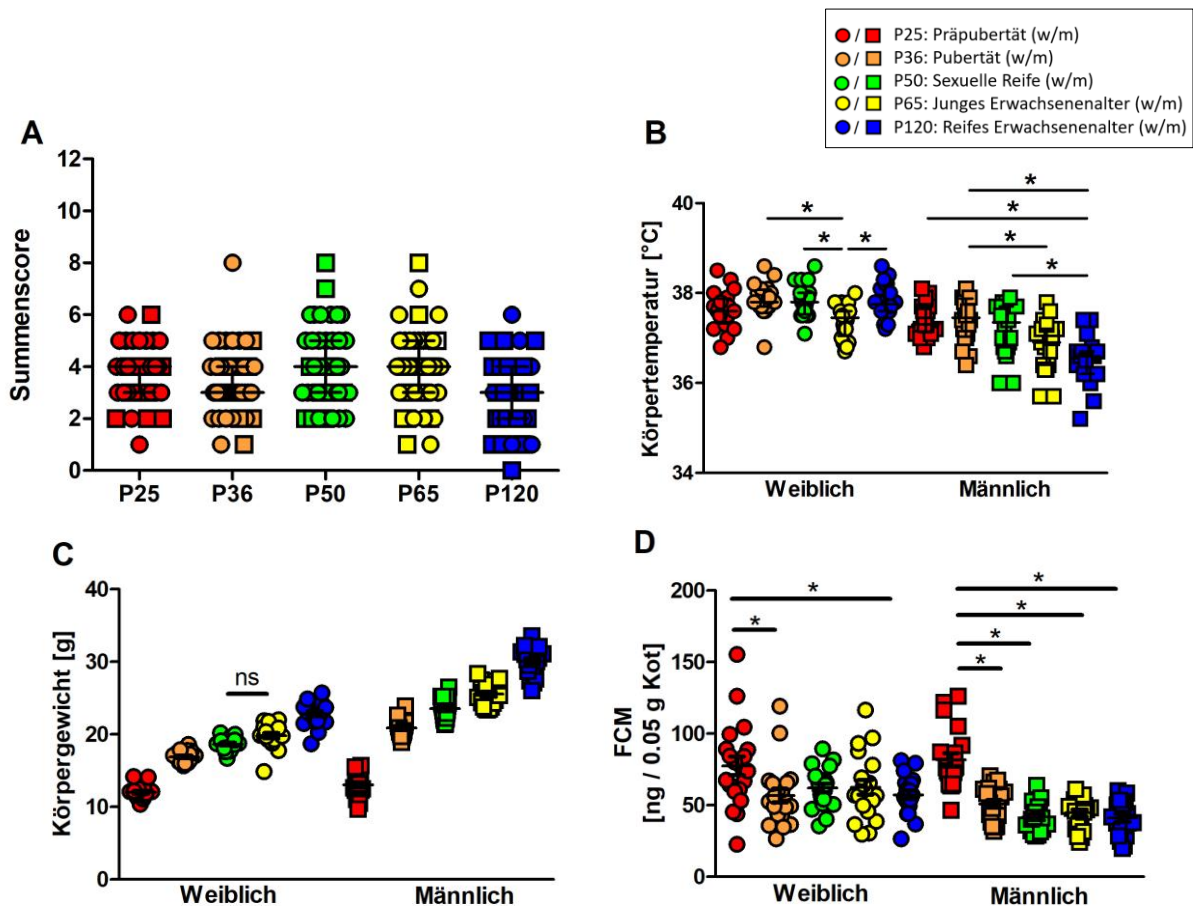 ● / ■ P25: Präpubertät (w/m)
● / ■ P36: Pubertät (w/m)
● / ■ P50: Sexuelle Reife (w/m)
● / ■ P65: Junges Erwachsenenalter (w/m)
● / ■ P120: Reifes Erwachsenenalter (w/m)
A
Summenscore
12
10
8
6
4
2
0
P25
P36
P50
P65
P120
B
Körpertemperatur [°C]
40
38
36
34
*
*
*
*
*
*
*
Weiblich
Männlich
C
Körpergewicht [g]
40
30
20
10
0
ns
Weiblich
Männlich
D
FCM
[ng / 0.05 g Kot]
200
150
100
50
0
*
*
*
*
*
*
Weiblich
Männlich